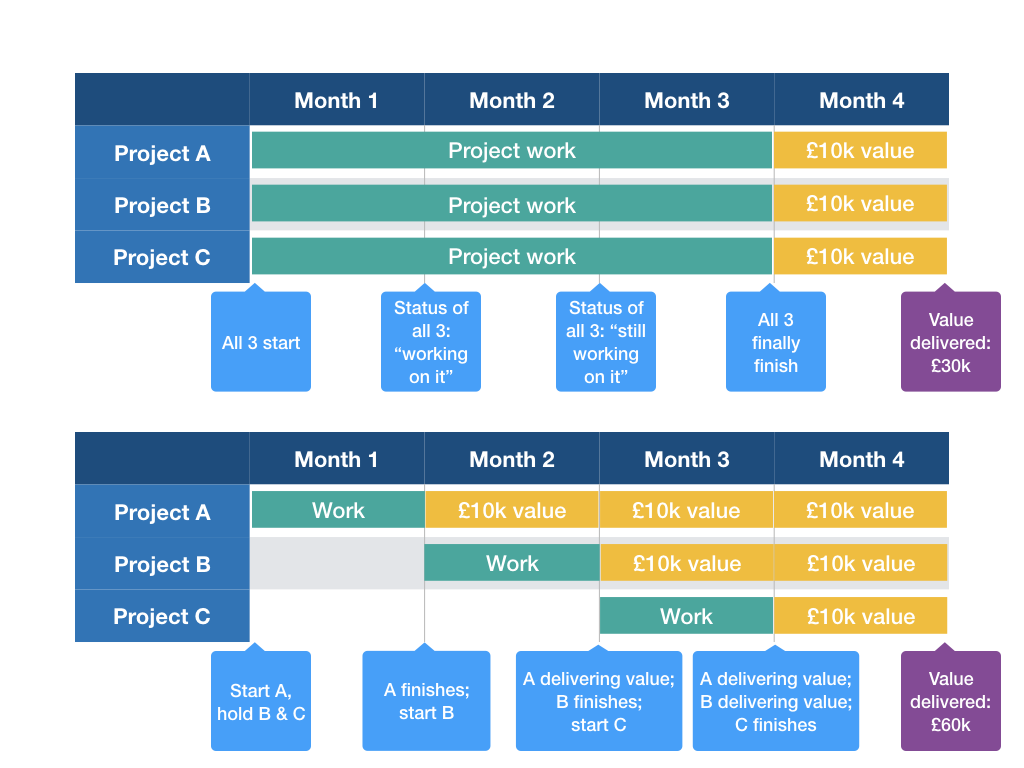 Month 1 Month 2 Month 3 Month 4
Project A Project work £10k value
Project B Project work £10k value
Project C Project work £10k value
All 3 start
Status of
all 3:
“working
on it”
Status of
all 3: “still
working
on it”
All 3
finally
finish
Value
delivered:
£30k
Month 1 Month 2 Month 3 Month 4
Project A Work £10k value £10k value £10k value
Project B Work £10k value £10k value
Project C Work £10k value
Start A,
hold B & C
A finishes;
start B
A delivering value;
B finishes;
start C
A delivering value;
B delivering value;
C finishes
Value
delivered:
£60k